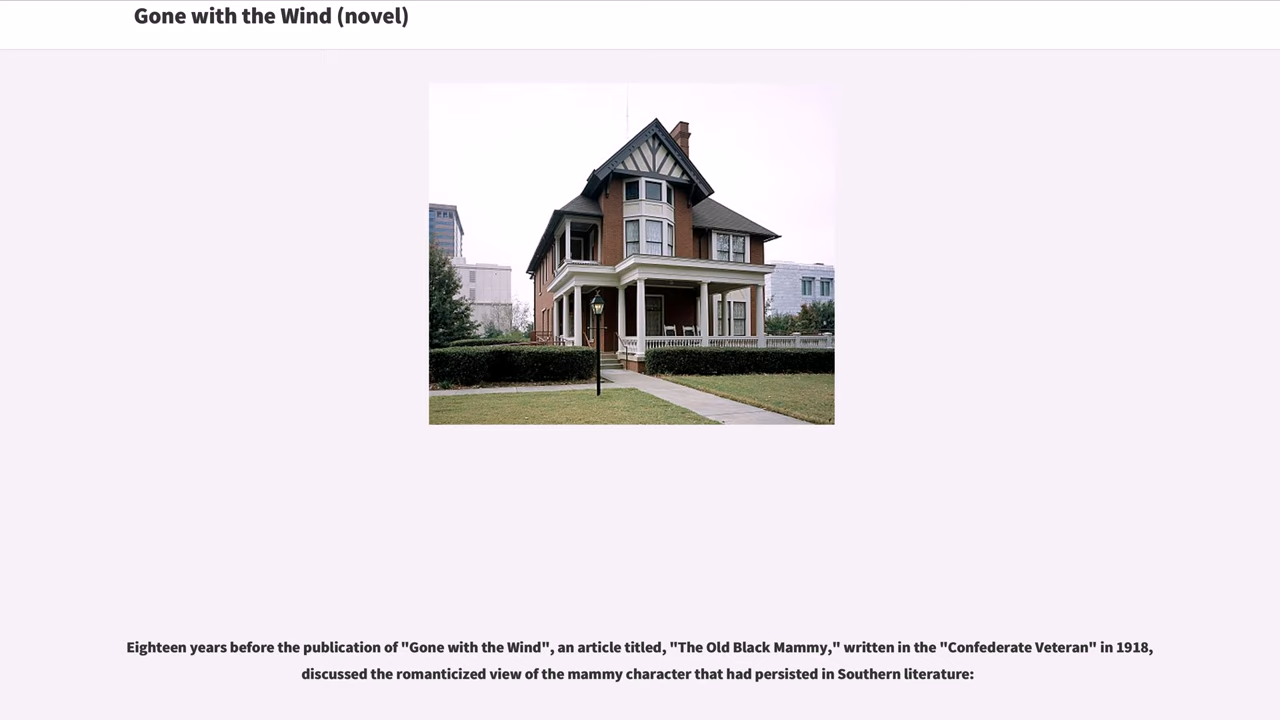 Gone with the Wind (novel)
Eighteen years before the publication of "Gone with the Wind", an article titled, "The Old Black Mammy," written in the "Confederate Veteran" in 1918,
discussed the romanticized view of the mammy character that had persisted in Southern literature: